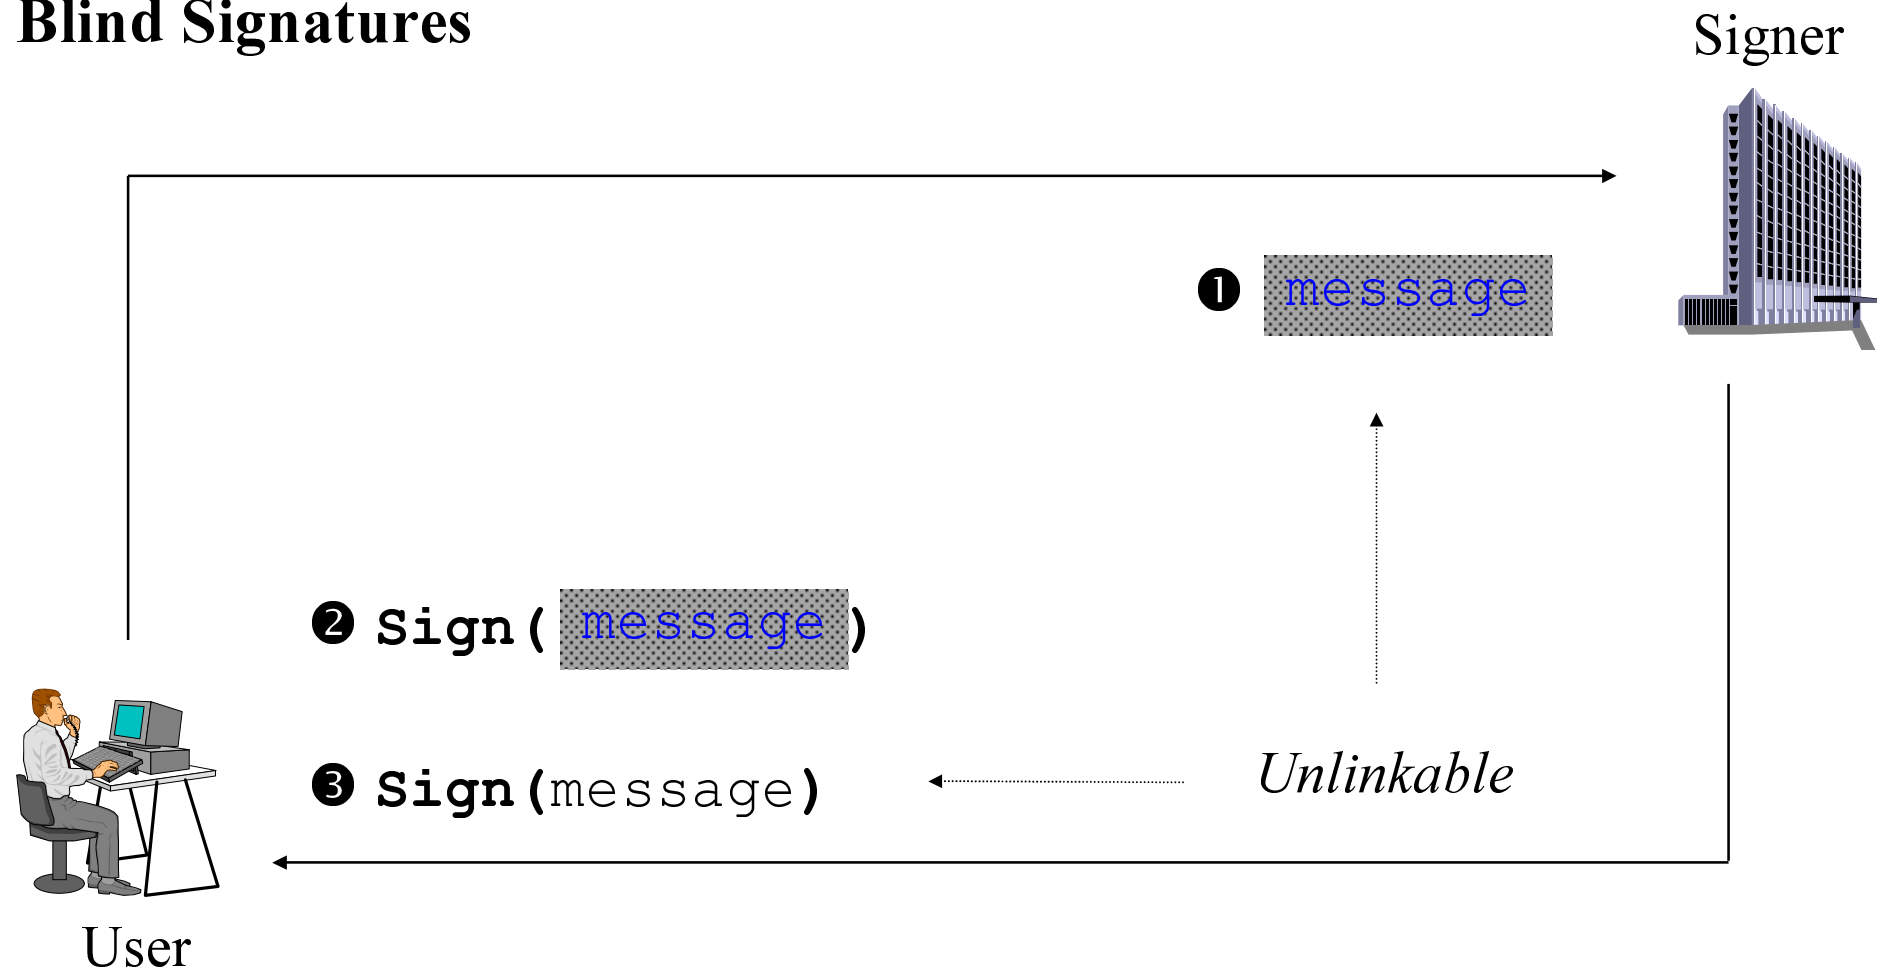 Blind Signatures
Signer
❶ message
❷ Sign( message )
❸ Sign(message)
Unlinkable
User